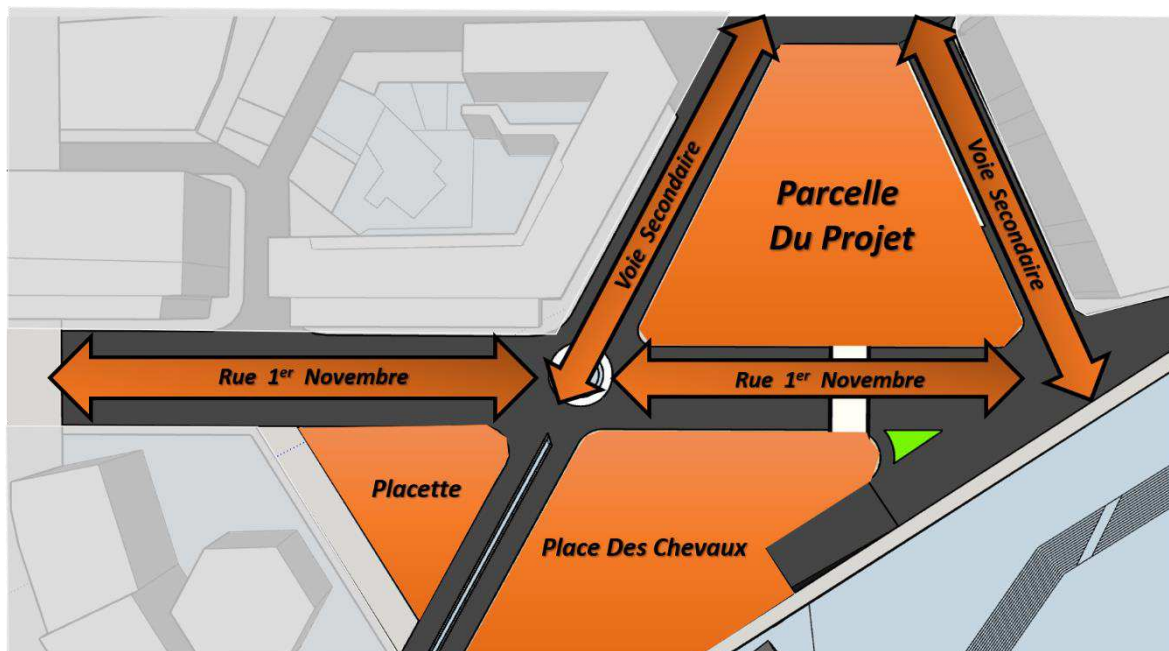 Parcelle
Du Projet
Voie Secondaire
Voie Secondaire
Rue 1er Novembre
Rue 1er Novembre
Placette
Place Des Chevaux